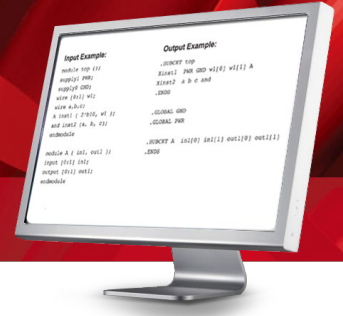 Input Example:
module top ();
supply1 PWR;
supply0 GND;
wire [0:1] w1;
wire a,b,c;
A inst1 ( 2'b10, w1 );
and inst2 (a, b, c);
endmodule
module A ( in1, out1 );
input [0:1] in1;
output [0:1] out1;
endmodule
Output Example:
.SUBCKT top
Xinst1 PWR GND w1[0] w1[1] A
Xinst2 a b c and
.ENDS
.GLOBAL GND
.GLOBAL PWR
.SUBCKT A in1[0] in1[1] out1[0] out1[1]
.ENDS